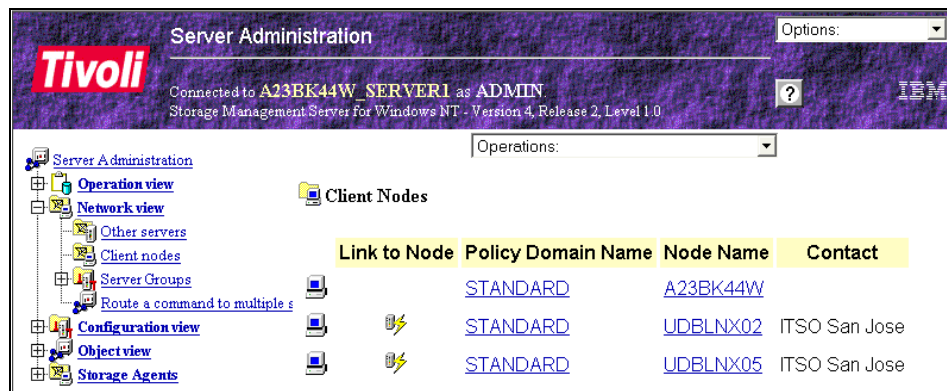 Server Administration
Options:
Tivoli
Connected to A23BK44W_SERVER1 as ADMIN.
Storage Management Server for Windows NT - Version 4, Release 2, Level 1.0
?
IBM
Operations:
Server Administration
Operation view
Network view
Other servers
Client nodes
Server Groups
Route a command to multiple s
Configuration view
Object view
Storage Agents
Client Nodes
Link to Node Policy Domain Name Node Name Contact
STANDARD A23BK44W
STANDARD UDBLNX02 ITSO San Jose
STANDARD UDBLNX05 ITSO San Jose